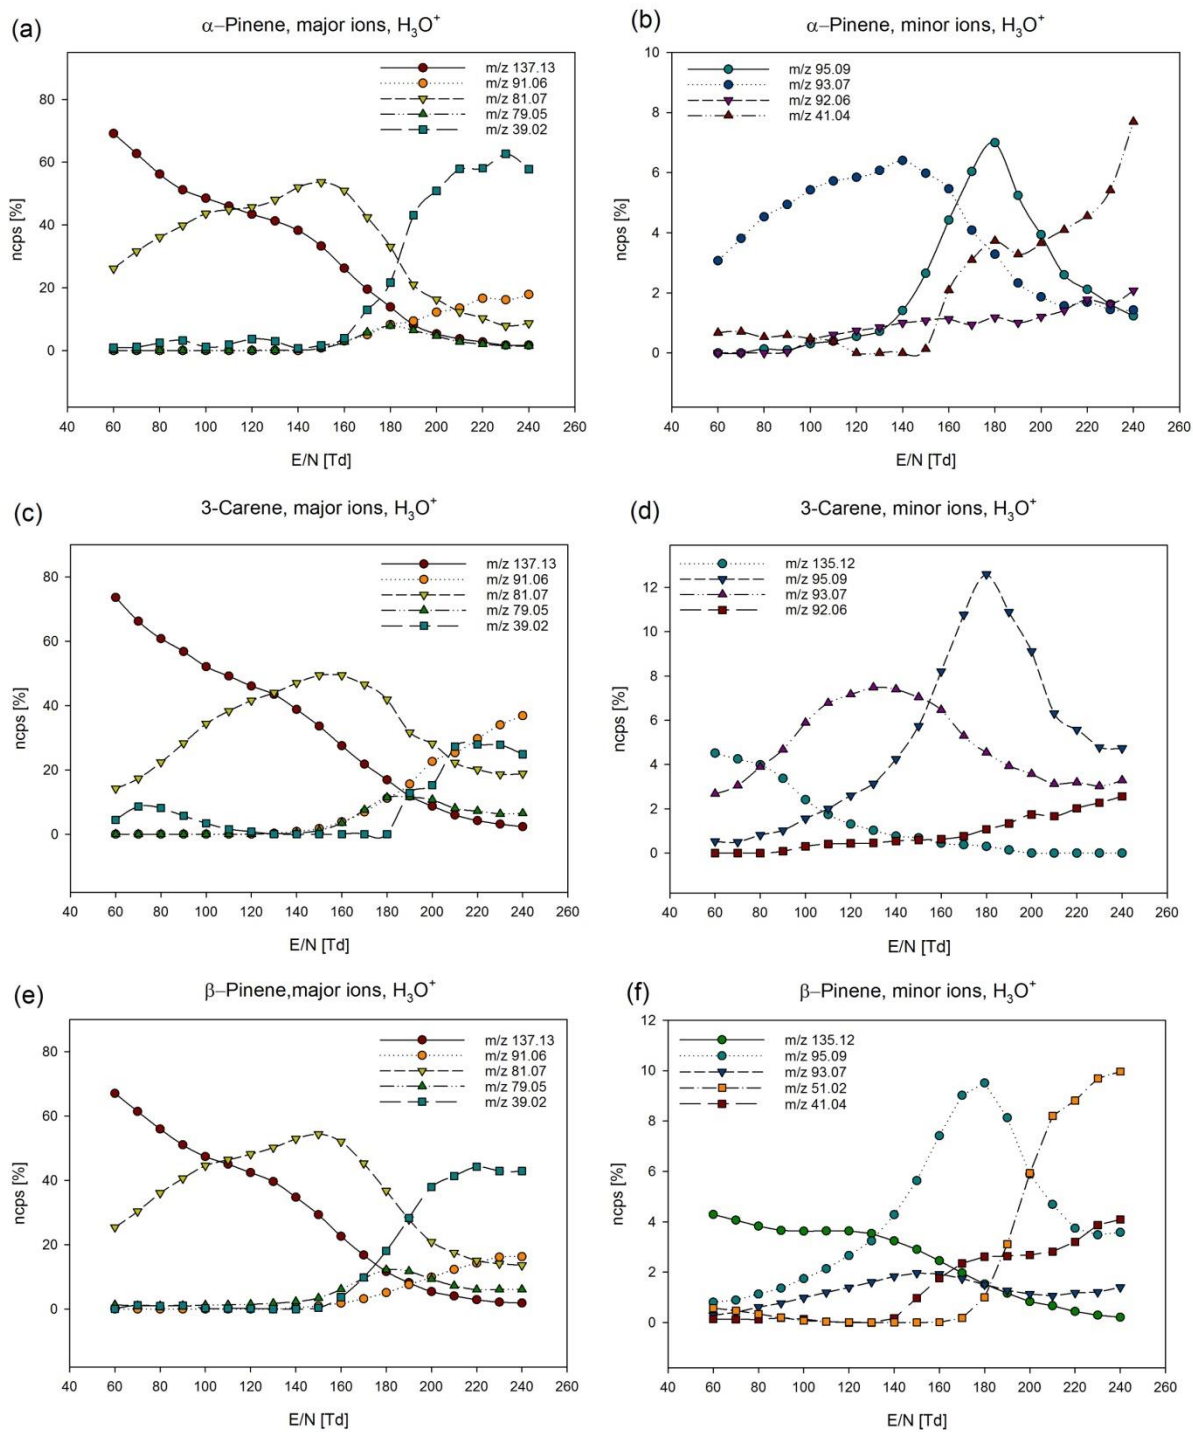 (a)
α–Pinene, major ions, H₃O⁺
m/z 137.13
m/z 91.06
m/z 81.07
m/z 79.05
m/z 39.02
80
60
40
20
0
ncps [%]
40 60 80 100 120 140 160 180 200 220 240 260
E/N [Td]
(b)
α–Pinene, minor ions, H₃O⁺
m/z 95.09
m/z 93.07
m/z 92.06
m/z 41.04
10
8
6
4
2
0
ncps [%]
40 60 80 100 120 140 160 180 200 220 240 260
E/N [Td]
(c)
3-Carene, major ions, H₃O⁺
m/z 137.13
m/z 91.06
m/z 81.07
m/z 79.05
m/z 39.02
80
60
40
20
0
ncps [%]
40 60 80 100 120 140 160 180 200 220 240 260
E/N [Td]
(d)
3-Carene, minor ions, H₃O⁺
m/z 135.12
m/z 95.09
m/z 93.07
m/z 92.06
12
10
8
6
4
2
0
ncps [%]
40 60 80 100 120 140 160 180 200 220 240 260
E/N [Td]
(e)
β–Pinene,major ions, H₃O⁺
m/z 137.13
m/z 91.06
m/z 81.07
m/z 79.05
m/z 39.02
80
60
40
20
0
ncps [%]
40 60 80 100 120 140 160 180 200 220 240 260
E/N [Td]
(f)
β–Pinene, minor ions, H₃O⁺
m/z 135.12
m/z 95.09
m/z 93.07
m/z 51.02
m/z 41.04
12
10
8
6
4
2
0
ncps [%]
40 60 80 100 120 140 160 180 200 220 240 260
E/N [Td]